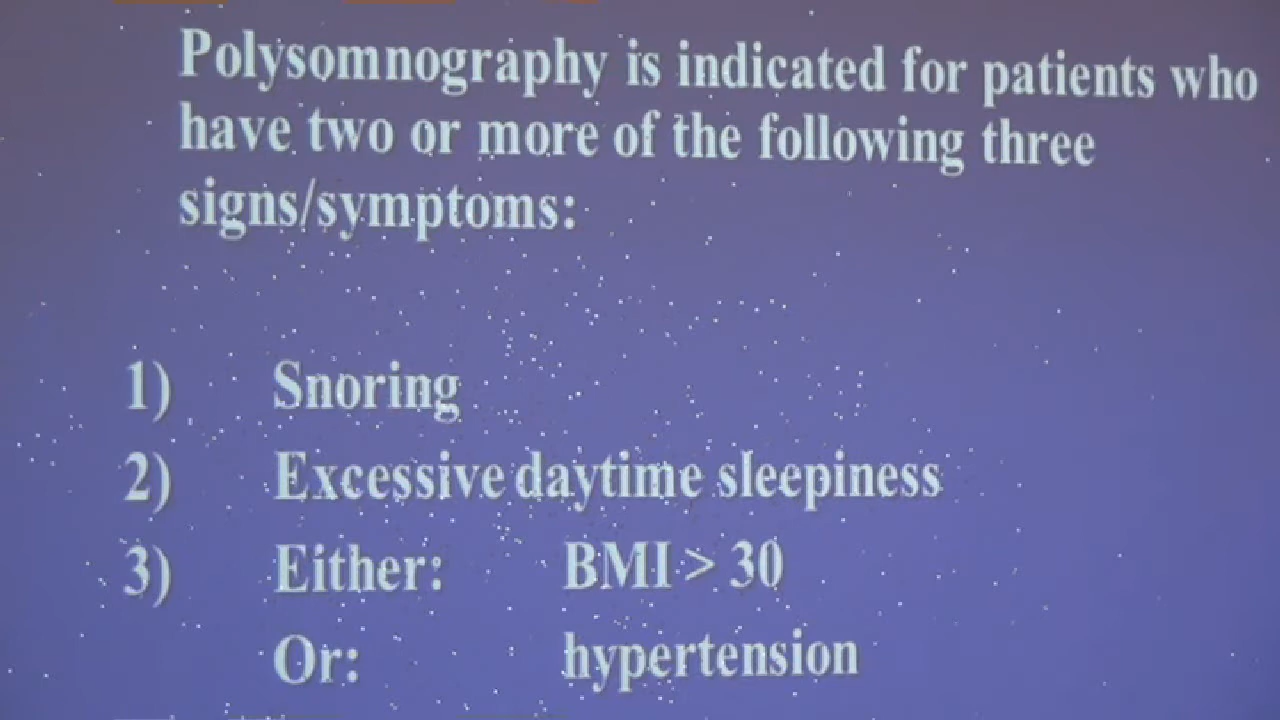 Polysomnography is indicated for patients who
have two or more of the following three
signs/symptoms:
1) Snoring
2) Excessive daytime sleepiness
3) Either: BMI > 30
Or: hypertension